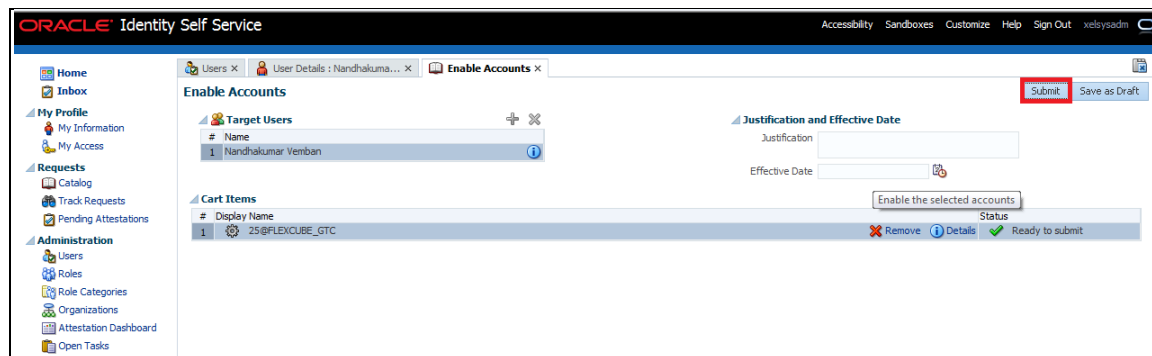 ORACLE® Identity Self Service
Accessibility Sandboxes Customize Help Sign Out xelsysadm
Home
Inbox
My Profile
My Information
My Access
Requests
Catalog
Track Requests
Pending Attestations
Administration
Users
Roles
Role Categories
Organizations
Attestation Dashboard
Open Tasks
Users × User Details : Nandhakuma... × Enable Accounts ×
Enable Accounts
Submit Save as Draft
Target Users
# Name
1 Nandhakumar Vemban
Justification and Effective Date
Justification
Effective Date
Enable the selected accounts
Cart Items
# Display Name Status
1 25@FLEXCUBE_GTC Remove Details Ready to submit